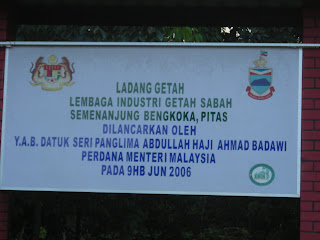 LADANG GETAH
LEMBAGA INDUSTRI GETAH SABAH
SEMENANJUNG BENGKOKA, PITAS
DILANCARKAN OLEH
Y.A.B. DATUK SERI PANGLIMA ABDULLAH HAJI AHMAD BADAWI
PERDANA MENTERI MALAYSIA
PADA 9HB JUN 2006